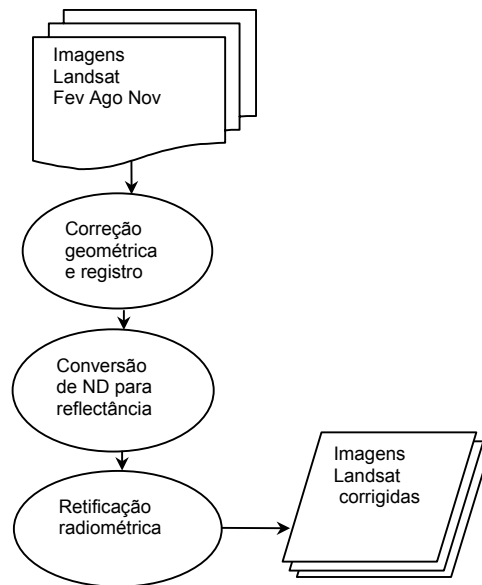 Imagens
Landsat
Fev Ago Nov
Correção
geométrica
e registro
Conversão
de ND para
reflectância
Retificação
radiométrica
Imagens
Landsat
corrigidas